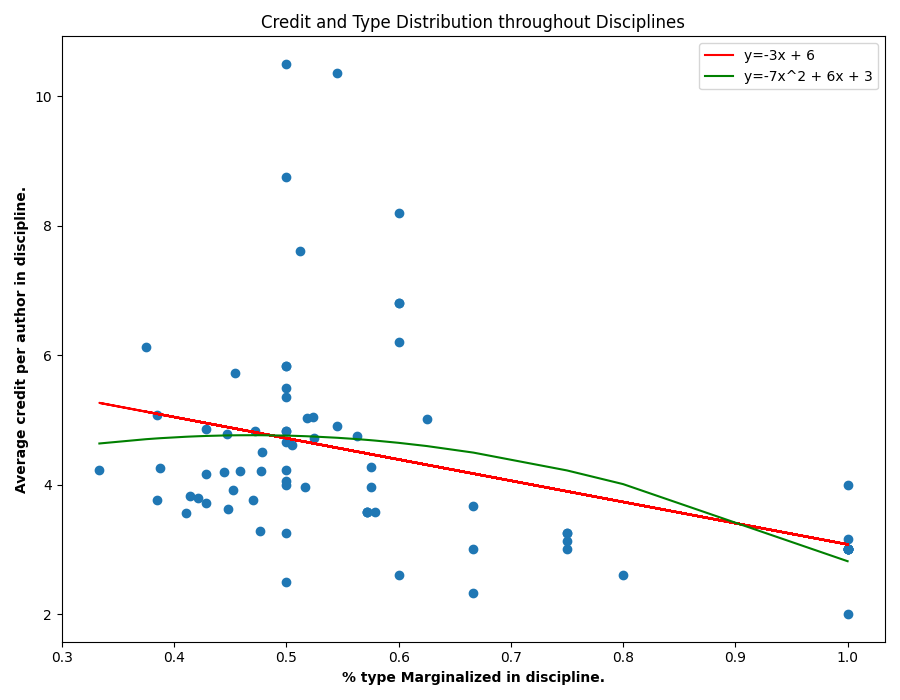 Credit and Type Distribution throughout Disciplines
y=-3x + 6
y=-7x^2 + 6x + 3
Average credit per author in discipline.
10
8
6
4
2
0.3 0.4 0.5 0.6 0.7 0.8 0.9 1.0
% type Marginalized in discipline.